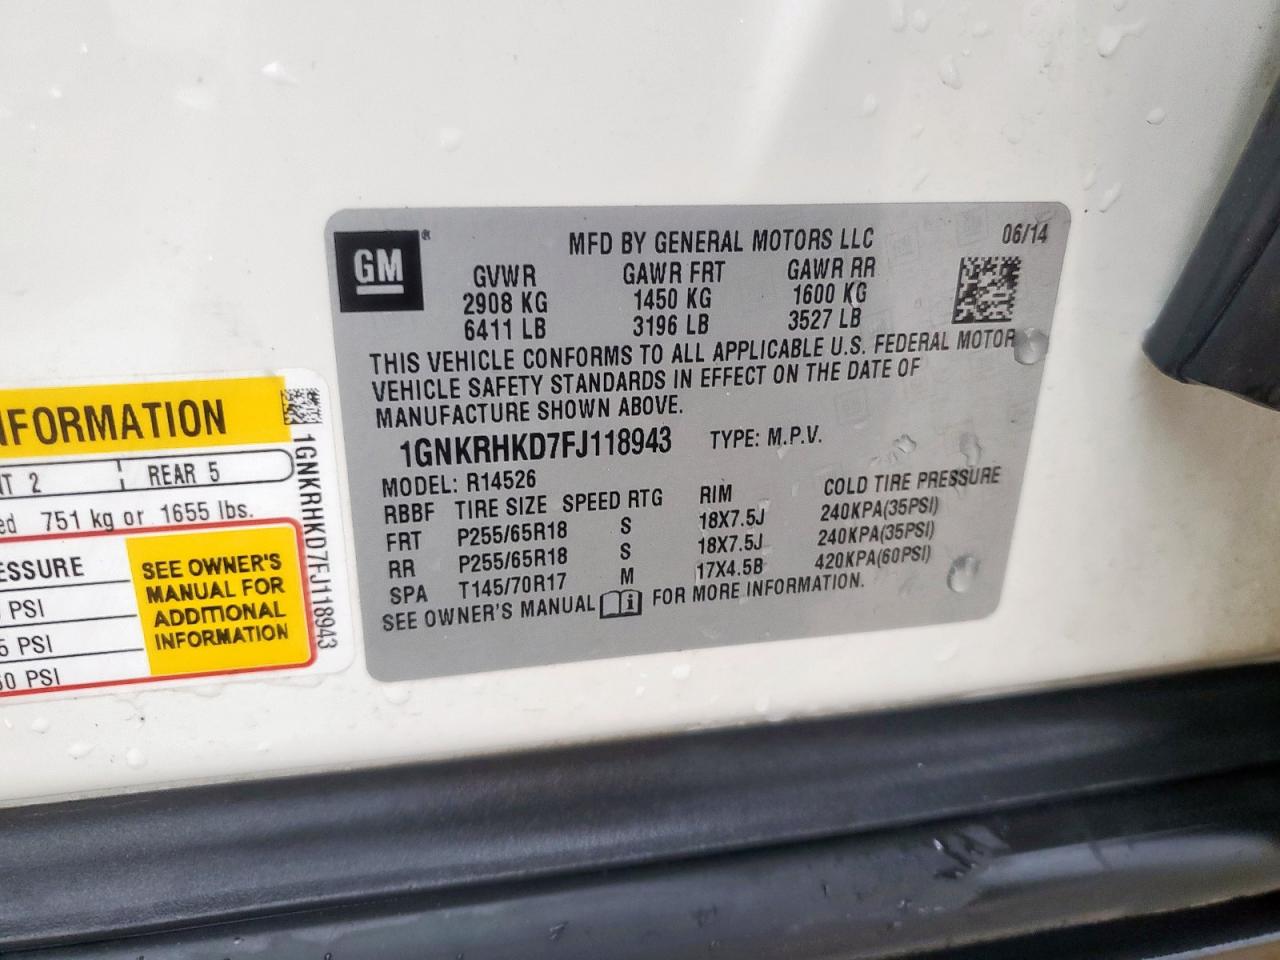 GM®
MFD BY GENERAL MOTORS LLC 06/14
GVWR GAWR FRT GAWR RR
2908 KG 1450 KG 1600 KG
6411 LB 3196 LB 3527 LB
THIS VEHICLE CONFORMS TO ALL APPLICABLE U.S. FEDERAL MOTOR
VEHICLE SAFETY STANDARDS IN EFFECT ON THE DATE OF
MANUFACTURE SHOWN ABOVE.
1GNKRHKD7FJ118943 TYPE: M.P.V.
MODEL: R14526
RBBF TIRE SIZE SPEED RTG RIM COLD TIRE PRESSURE
FRT P255/65R18 S 18X7.5J 240KPA(35PSI)
RR P255/65R18 S 18X7.5J 240KPA(35PSI)
SPA T145/70R17 M 17X4.5B 420KPA(60PSI)
SEE OWNER'S MANUAL FOR MORE INFORMATION.
REAR 5
751 kg or 1655 lbs.
PSI
PSI
PSI
SEE OWNER'S
MANUAL FOR
ADDITIONAL
INFORMATION
1GNKRHKD7FJ118943